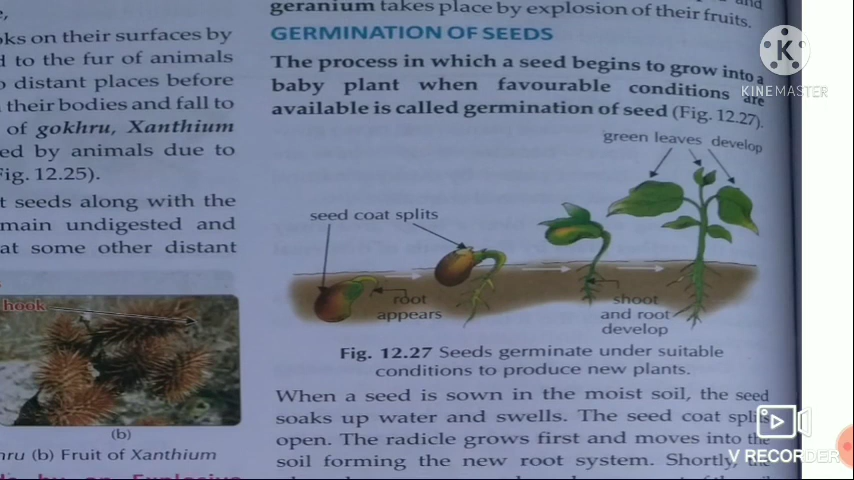 oks on their surfaces by
to the fur of animals
distant places before
their bodies and fall to
of gokhru, Xanthium
ed by animals due to
ig. 12.25).
t seeds along with the
main undigested and
at some other distant
hook
(b)
hru (b) Fruit of Xanthium
geranium takes place by explosion of their fruits.
GERMINATION OF SEEDS
The process in which a seed begins to grow into a
baby plant when favourable conditions are
available is called germination of seed (Fig. 12.27).
green leaves develop
seed coat splits
root
appears
shoot
and root
develop
Fig. 12.27 Seeds germinate under suitable
conditions to produce new plants.
When a seed is sown in the moist soil, the seed
soaks up water and swells. The seed coat splits
open. The radicle grows first and moves into the
soil forming the new root system. Shortly, the
K
KINEMASTER
V RECORDER